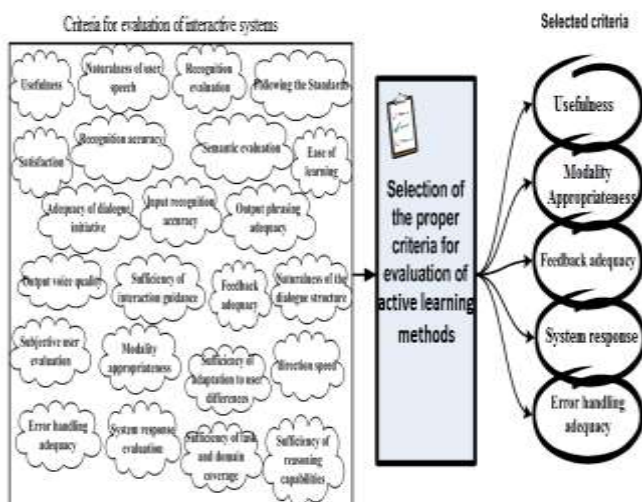 Criteria for evaluation of interactive systems
Selected criteria
Usefulness
Naturalness of user
speech
Recognition
evaluation
Following the Standards
Satisfaction
Recognition accuracy
Semantic evaluation
Ease of
learning
Adequacy of dialogue
initiative
Input recognition
accuracy
Output phrasing
adequacy
Output voice quality
Sufficiency of
interaction guidance
Feedback
adequacy
Naturalness of the
dialogue structure
Subjective user
evaluation
Modality
appropriateness
Sufficiency of
adaptation to user
differences
direction speed
Error handling
adequacy
System response
evaluation
Sufficiency of task
and domain
coverage
Sufficiency of
reasoning
capabilities
Selection of
the proper
criteria for
evaluation of
active learning
methods
Usefulness
Modality
Appropriateness
Feedback adequacy
System response
Error handling
adequacy